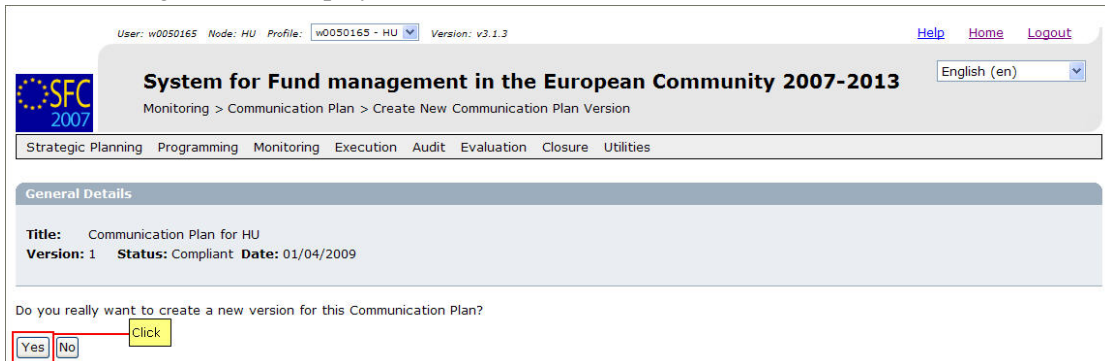 User: w0050165 Node: HU Profile: w0050165 - HU Version: v3.1.3 Help Home Logout
English (en)
SFC
2007
System for Fund management in the European Community 2007-2013
Monitoring > Communication Plan > Create New Communication Plan Version
Strategic Planning Programming Monitoring Execution Audit Evaluation Closure Utilities
General Details
Title: Communication Plan for HU
Version: 1 Status: Compliant Date: 01/04/2009
Do you really want to create a new version for this Communication Plan?
Click
Yes No